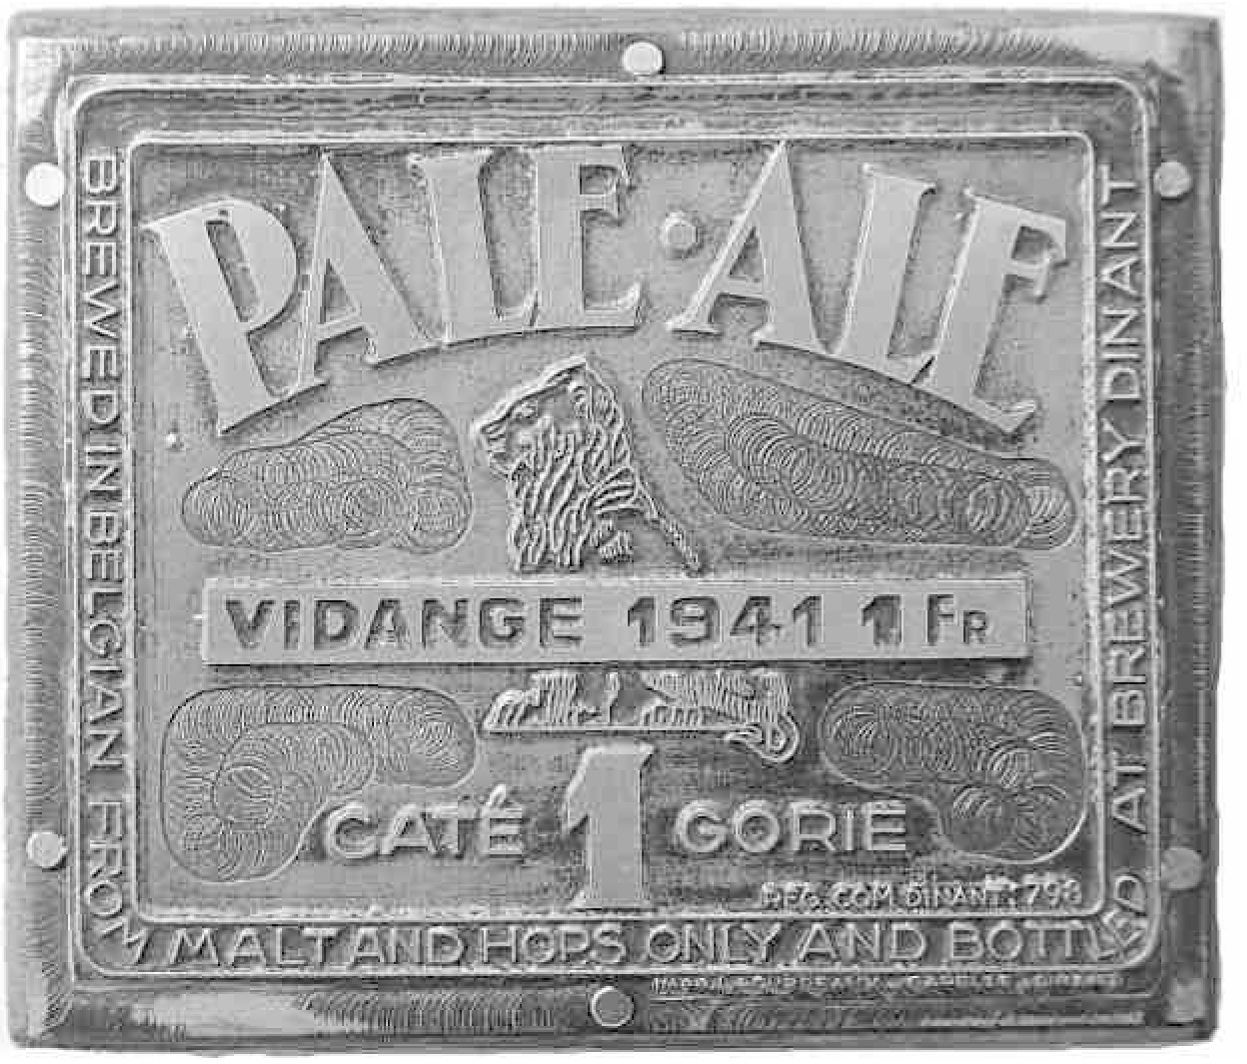 PALE·ALE
VIDANGE 1941 1 FR
CATÉ 1 GORIE
REG. COM. DINANT: 793
BREWED IN BELGIAN FROM MALT AND HOPS ONLY AND BOTTLED AT BREWERY DINANT